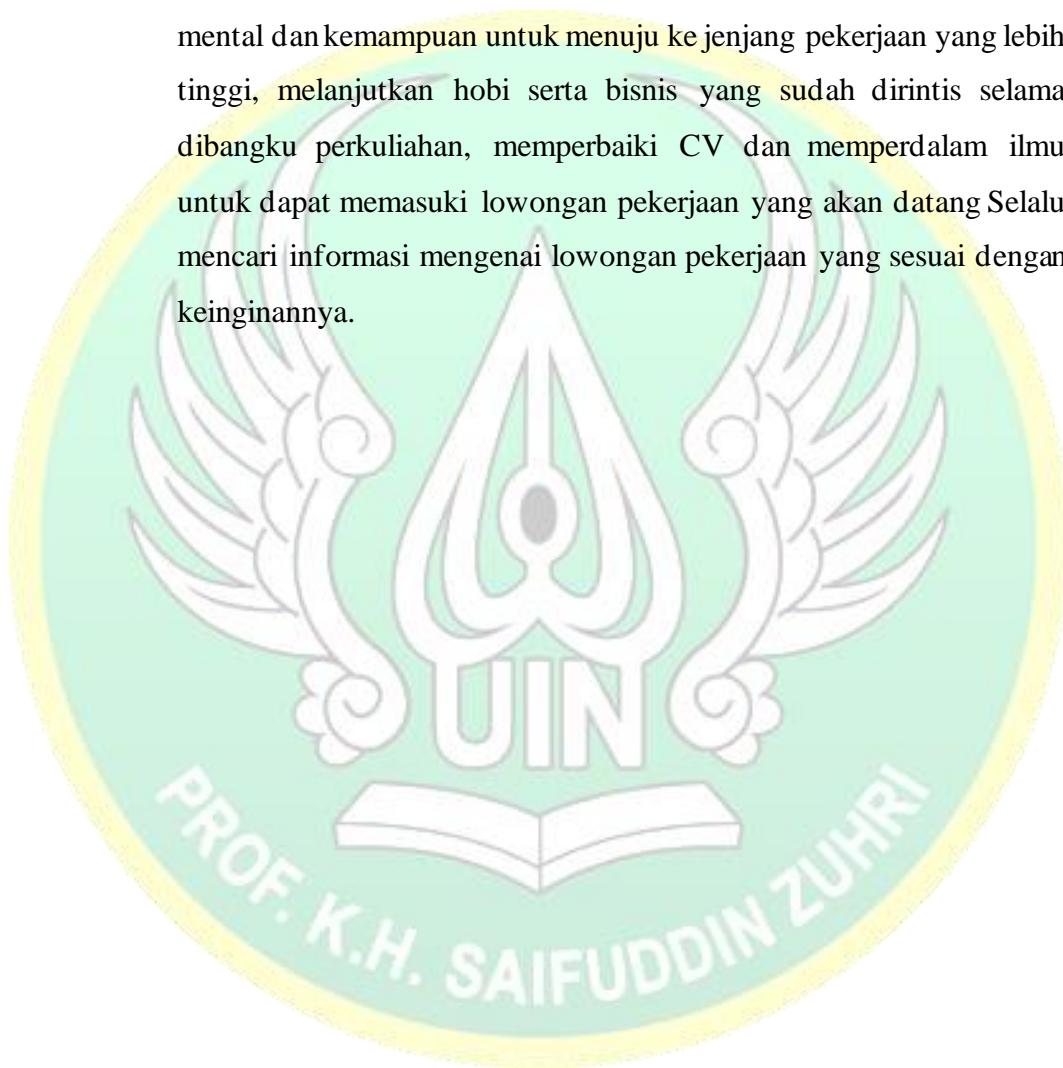 mental dan kemampuan untuk menuju ke jenjang pekerjaan yang lebih
tinggi, melanjutkan hobi serta bisnis yang sudah dirintis selama
dibangku perkuliahan, memperbaiki CV dan memperdalam ilmu
untuk dapat memasuki lowongan pekerjaan yang akan datang Selalu
mencari informasi mengenai lowongan pekerjaan yang sesuai dengan
keinginannya.
UIN
PROF. K.H. SAIFUDDIN ZUHRI